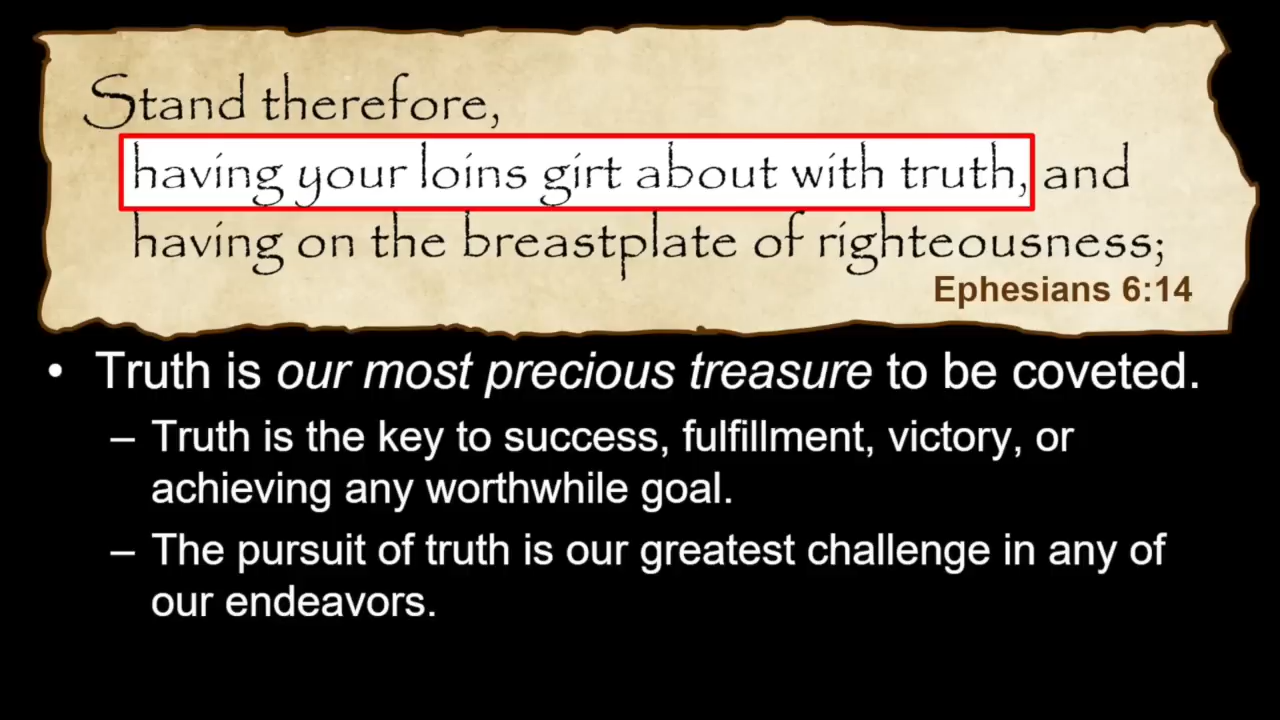 Stand therefore,
having your loins girt about with truth, and
having on the breastplate of righteousness;
Ephesians 6:14
• Truth is our most precious treasure to be coveted.
– Truth is the key to success, fulfillment, victory, or
achieving any worthwhile goal.
– The pursuit of truth is our greatest challenge in any of
our endeavors.